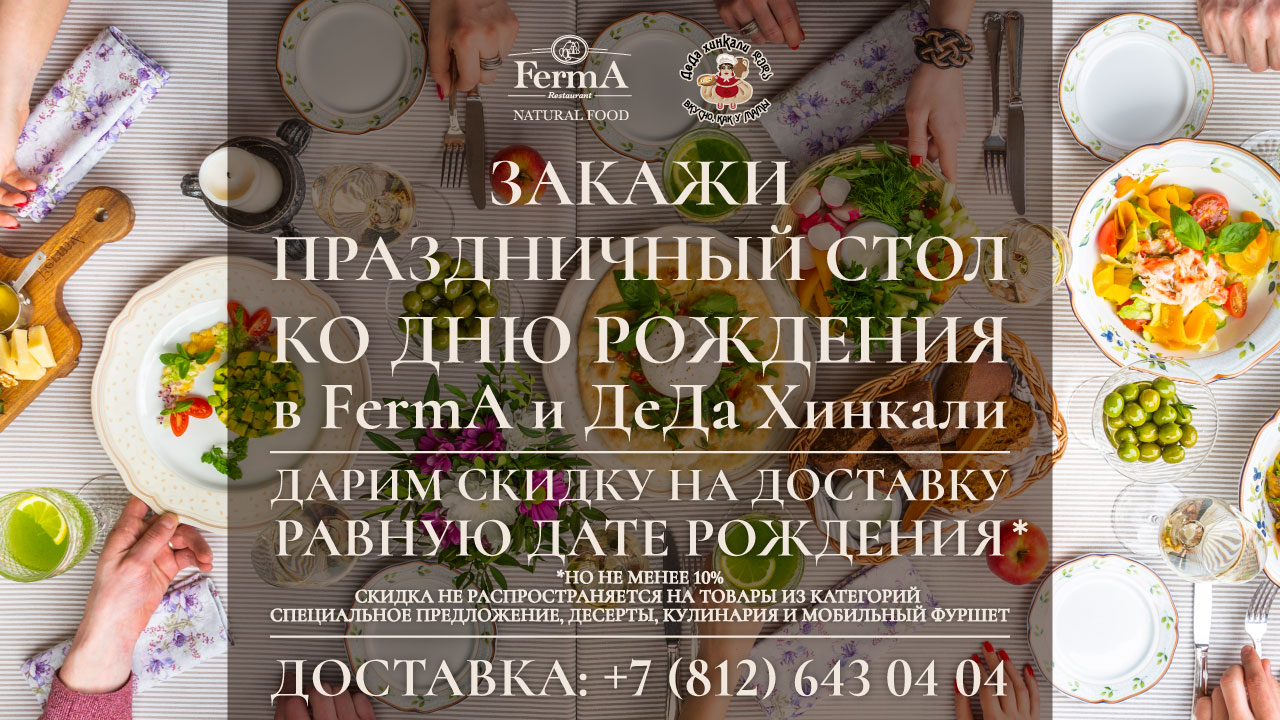 FermA
Restaurant
NATURAL FOOD
ДеДа хинкали
вкусно, как у мамы
ЗАКАЖИ
ПРАЗДНИЧНЫЙ СТОЛ
КО ДНЮ РОЖДЕНИЯ
в FermA и ДеДа Хинкали
ДАРИМ СКИДКУ НА ДОСТАВКУ
РАВНУЮ ДАТЕ РОЖДЕНИЯ*
*НО НЕ МЕНЕЕ 10%
СКИДКА НЕ РАСПРОСТРАНЯЕТСЯ НА ТОВАРЫ ИЗ КАТЕГОРИЙ
СПЕЦИАЛЬНОЕ ПРЕДЛОЖЕНИЕ, ДЕСЕРТЫ, КУЛИНАРИЯ И МОБИЛЬНЫЙ ФУРШЕТ
ДОСТАВКА: +7 (812) 643 04 04